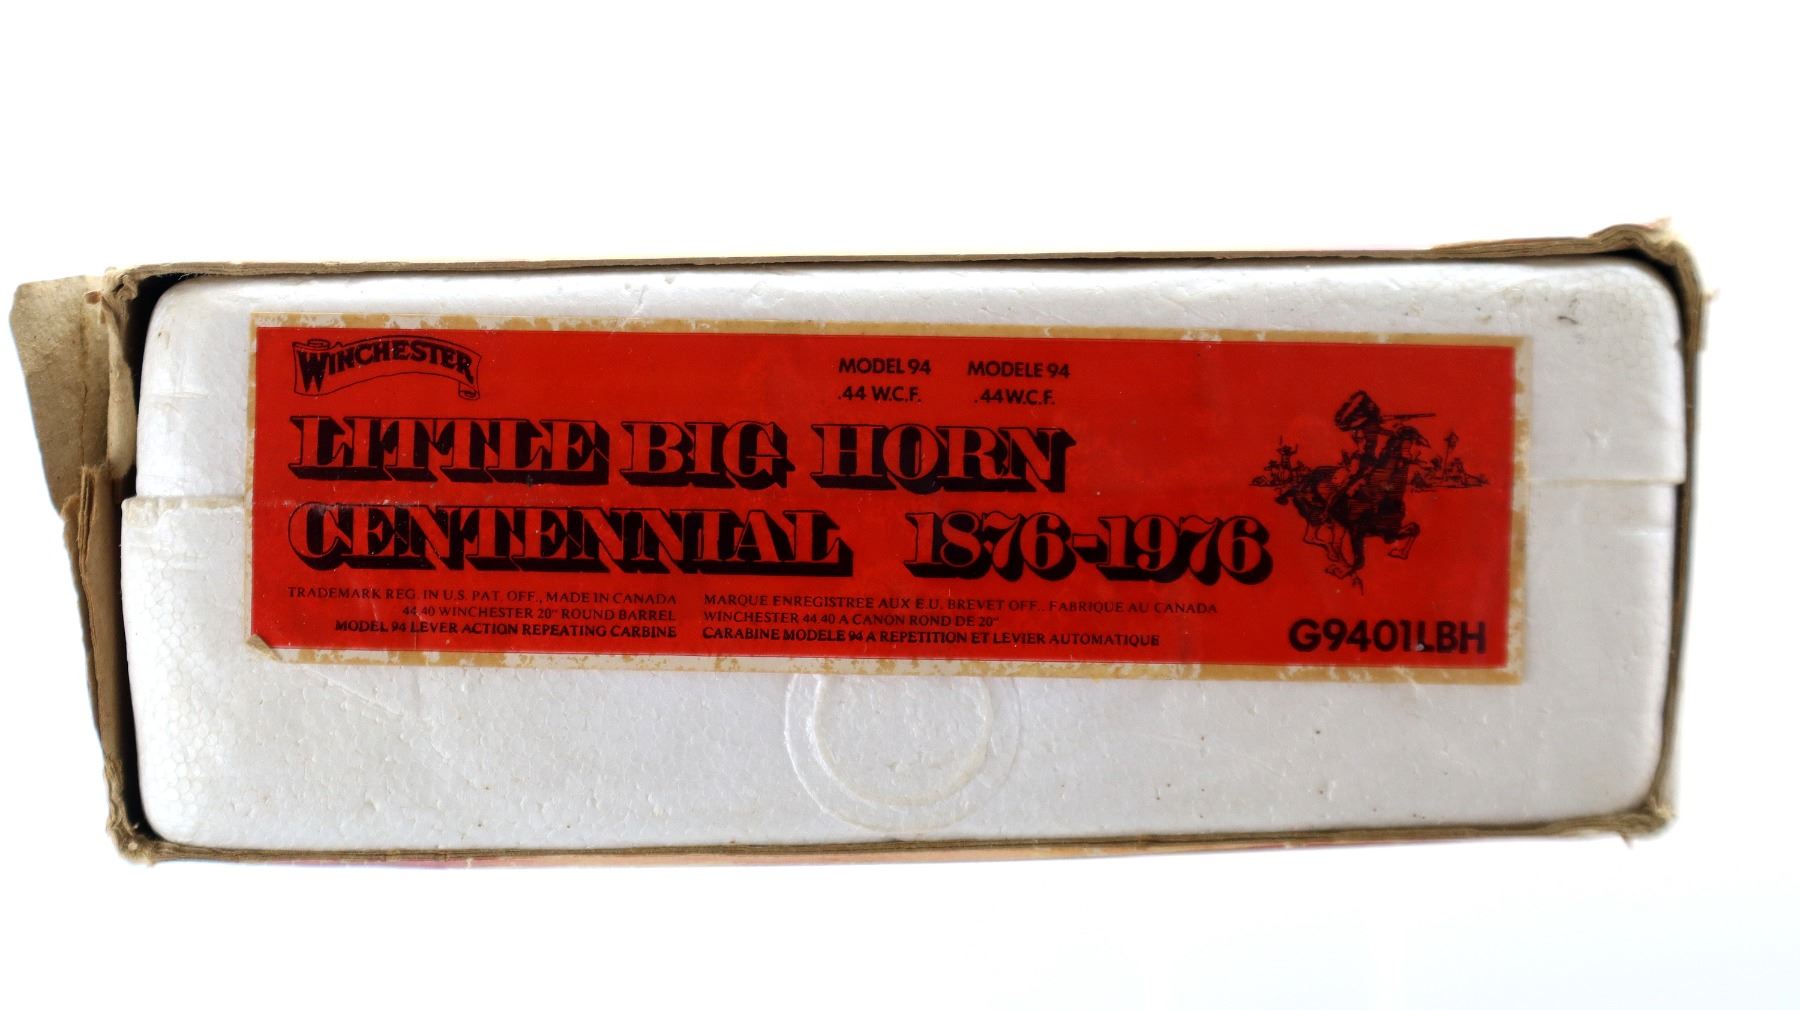 WINCHESTER
MODEL 94 MODELE 94
.44 W.C.F. .44 W.C.F.
LITTLE BIG HORN
CENTENNIAL 1876-1976
TRADEMARK REG. IN U.S. PAT. OFF., MADE IN CANADA
44 40 WINCHESTER 20" ROUND BARREL
MODEL 94 LEVER ACTION REPEATING CARBINE
MARQUE ENREGISTREE AUX E.U. BREVET OFF., FABRIQUE AU CANADA
WINCHESTER 44 40 A CANON ROND DE 20"
CARABINE MODELE 94 A REPETITION ET LEVIER AUTOMATIQUE
G9401LBH